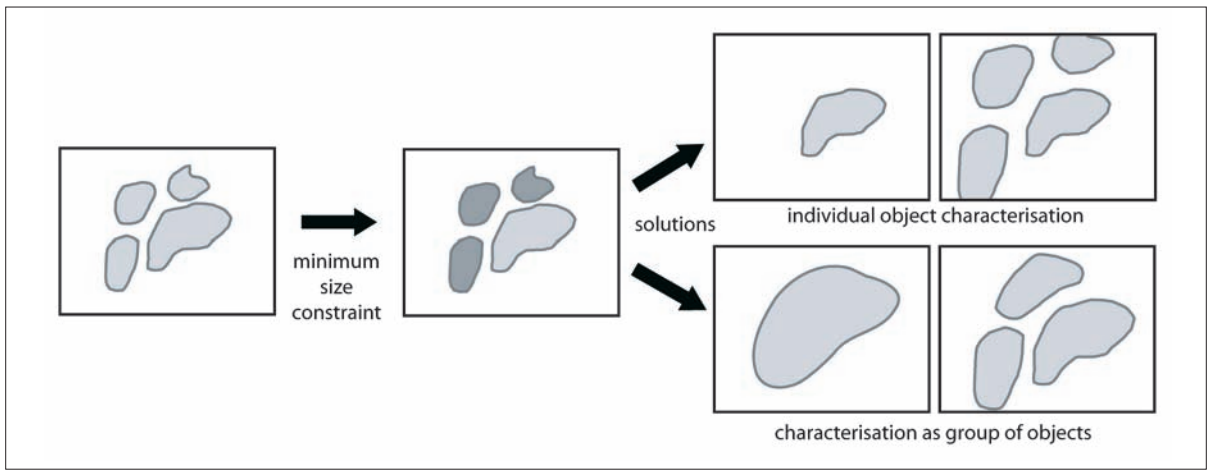 minimum
size
constraint
solutions
individual object characterisation
characterisation as group of objects